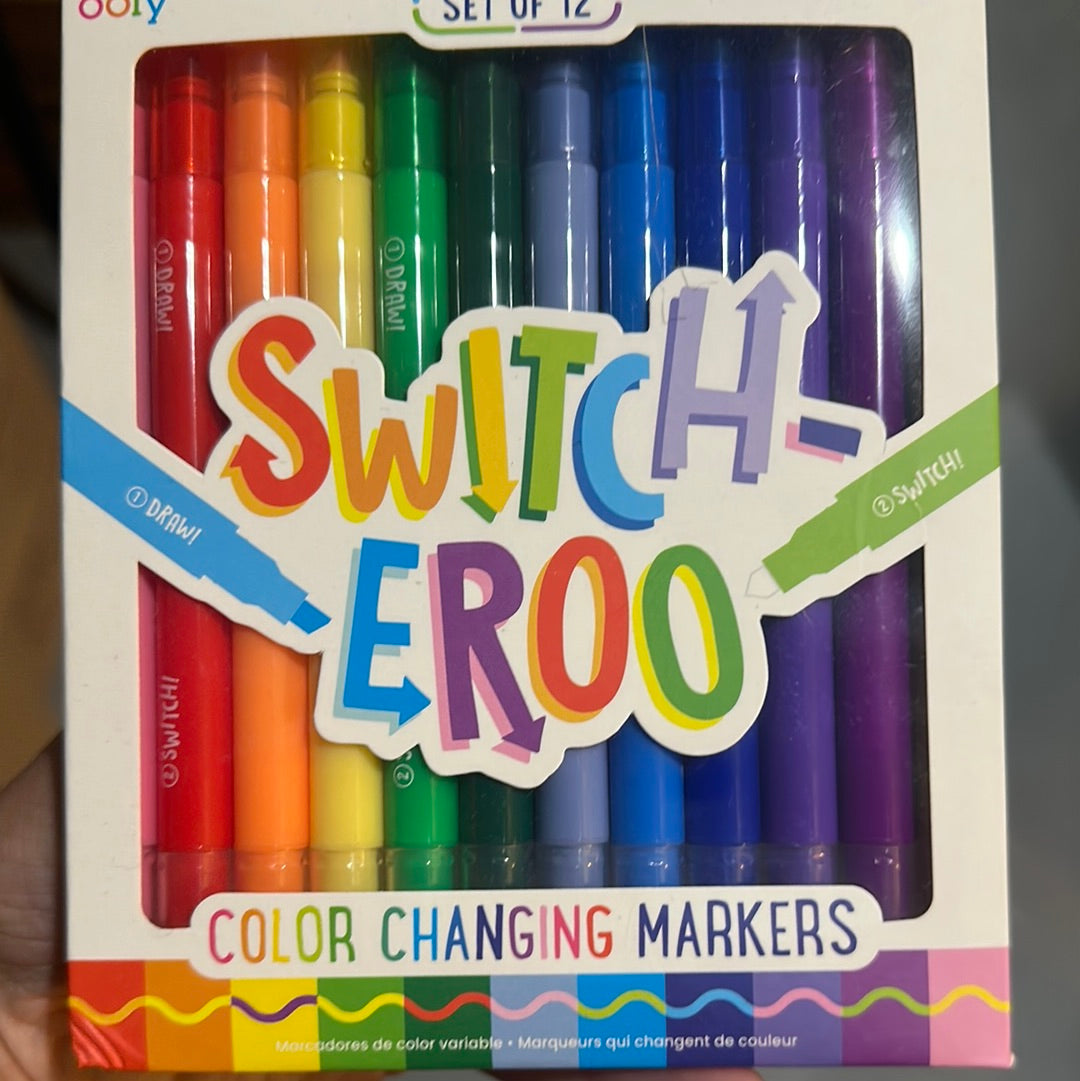 ooly
SET OF 12
① DRAW!
① DRAW!
SWITCH-
EROO
① DRAW!
② SWITCH!
② SWITCH!
②
COLOR CHANGING MARKERS
Marcadores de color variable • Marqueurs qui changent de couleur